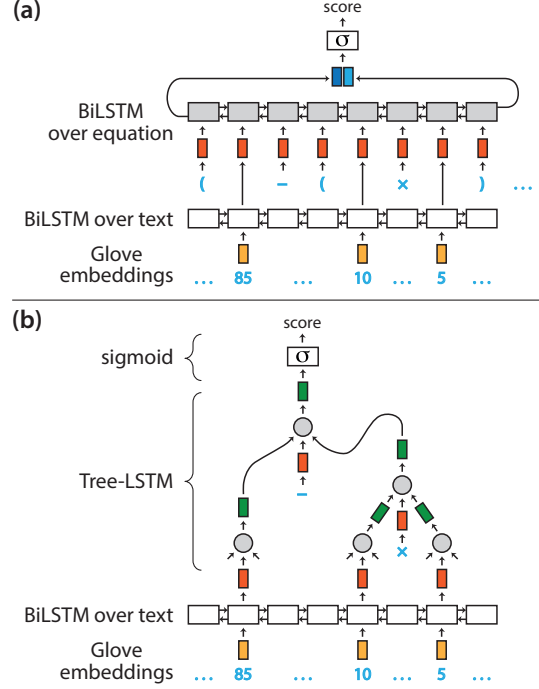 (a)
score
σ
BiLSTM
over equation
( − ( × ) ...
BiLSTM over text
Glove
embeddings
... 85 ... 10 ... 5 ...
(b)
score
sigmoid
σ
Tree-LSTM
−
×
BiLSTM over text
Glove
embeddings
... 85 ... 10 ... 5 ...